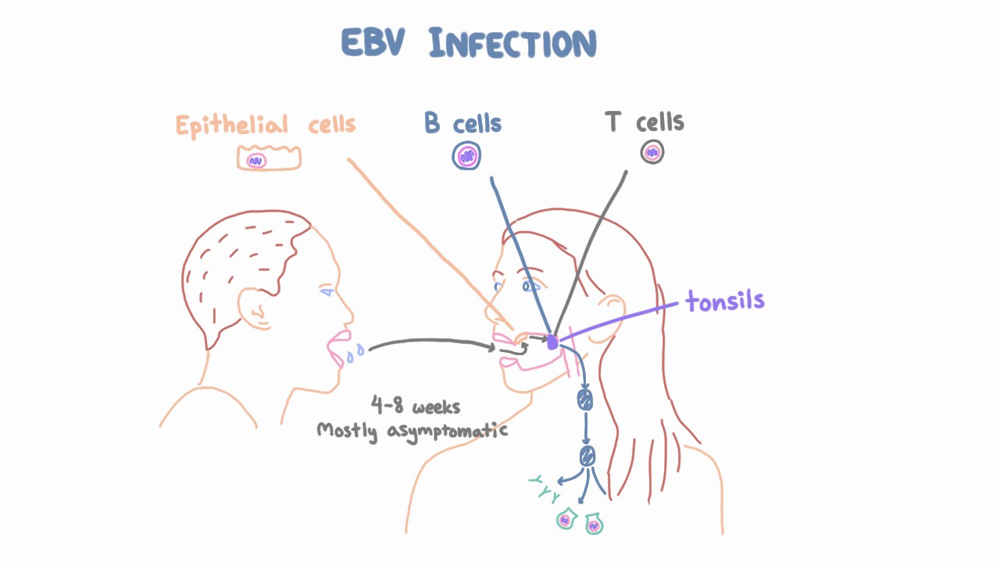 EBV INFECTION
Epithelial cells
B cells
T cells
tonsils
4-8 weeks
Mostly asymptomatic